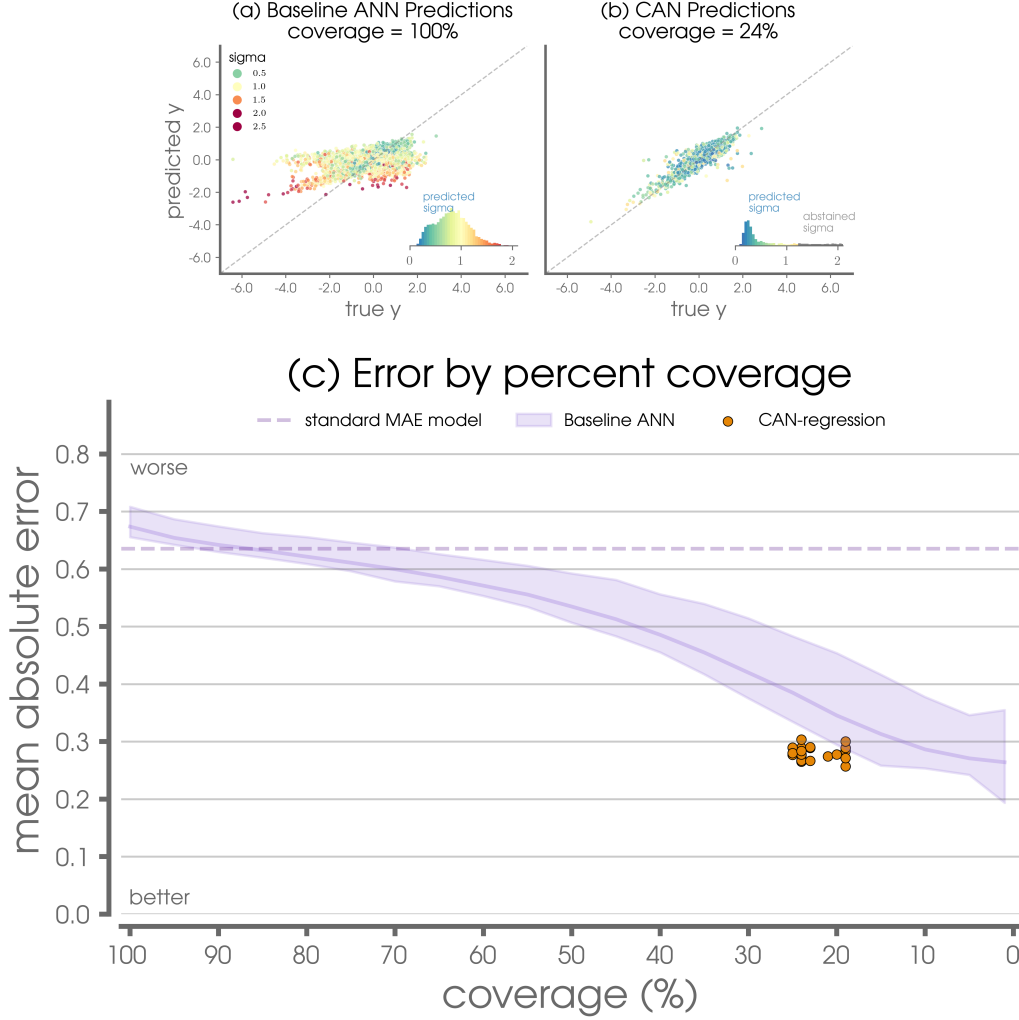 (a) Baseline ANN Predictions
coverage = 100%
(b) CAN Predictions
coverage = 24%
sigma
0.5
1.0
1.5
2.0
2.5
6.0
4.0
2.0
0.0
-2.0
-4.0
-6.0
predicted y
predicted
sigma
0 1 2
-6.0 -4.0 -2.0 0.0 2.0 4.0 6.0
true y
predicted
sigma
abstained
sigma
0 1 2
-6.0 -4.0 -2.0 0.0 2.0 4.0 6.0
true y
(c) Error by percent coverage
standard MAE model Baseline ANN CAN-regression
worse
better
0.8
0.7
0.6
0.5
0.4
0.3
0.2
0.1
0.0
mean absolute error
100 90 80 70 60 50 40 30 20 10 0
coverage (%)